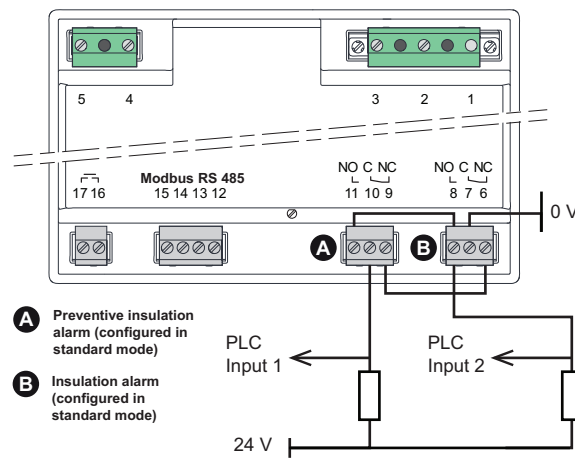 5 4
3 2 1
NO C NC
NO C NC
Modbus RS 485
17 16
15 14 13 12
11 10 9
8 7 6
0 V
A
B
A Preventive insulation
alarm (configured in
standard mode)
B Insulation alarm
(configured in
standard mode)
PLC
Input 1
PLC
Input 2
24 V